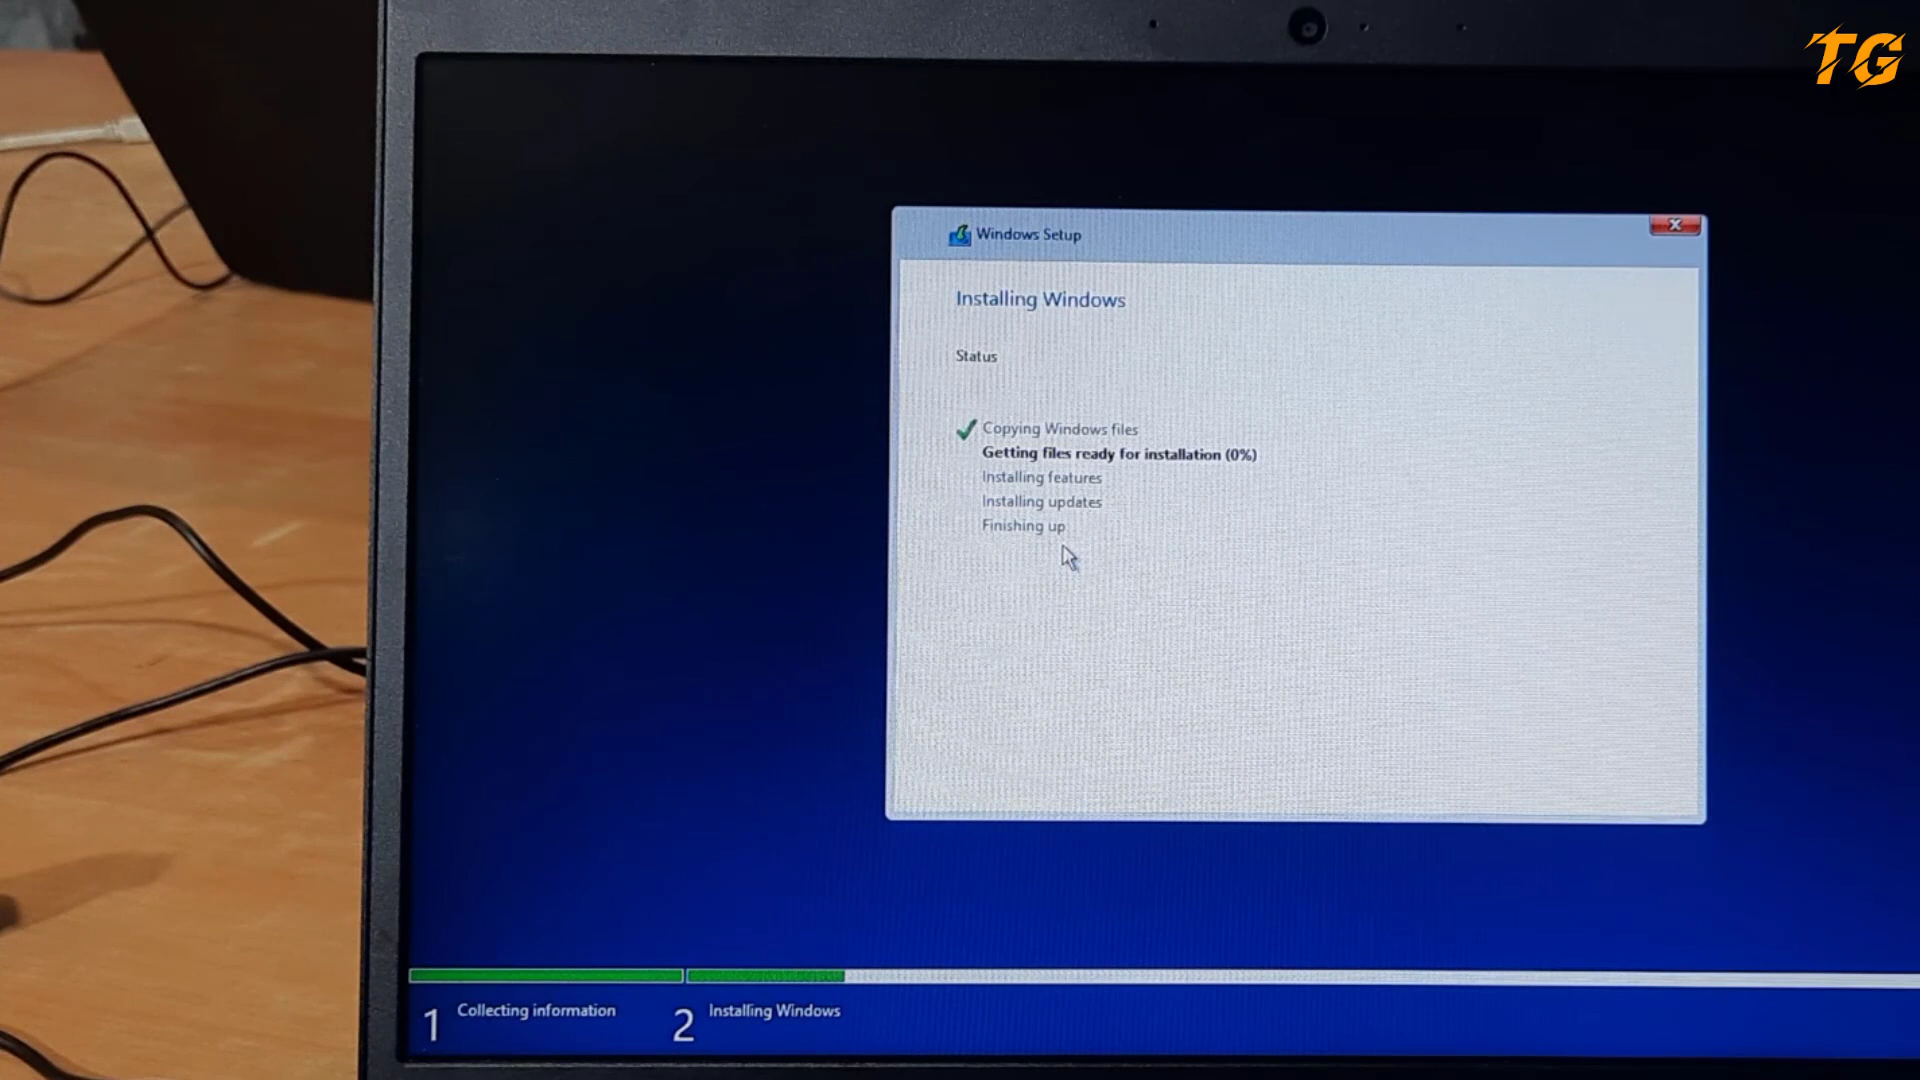 TG
Windows Setup
Installing Windows
Status
Copying Windows files
Getting files ready for installation (0%)
Installing features
Installing updates
Finishing up
1 Collecting information
2 Installing Windows